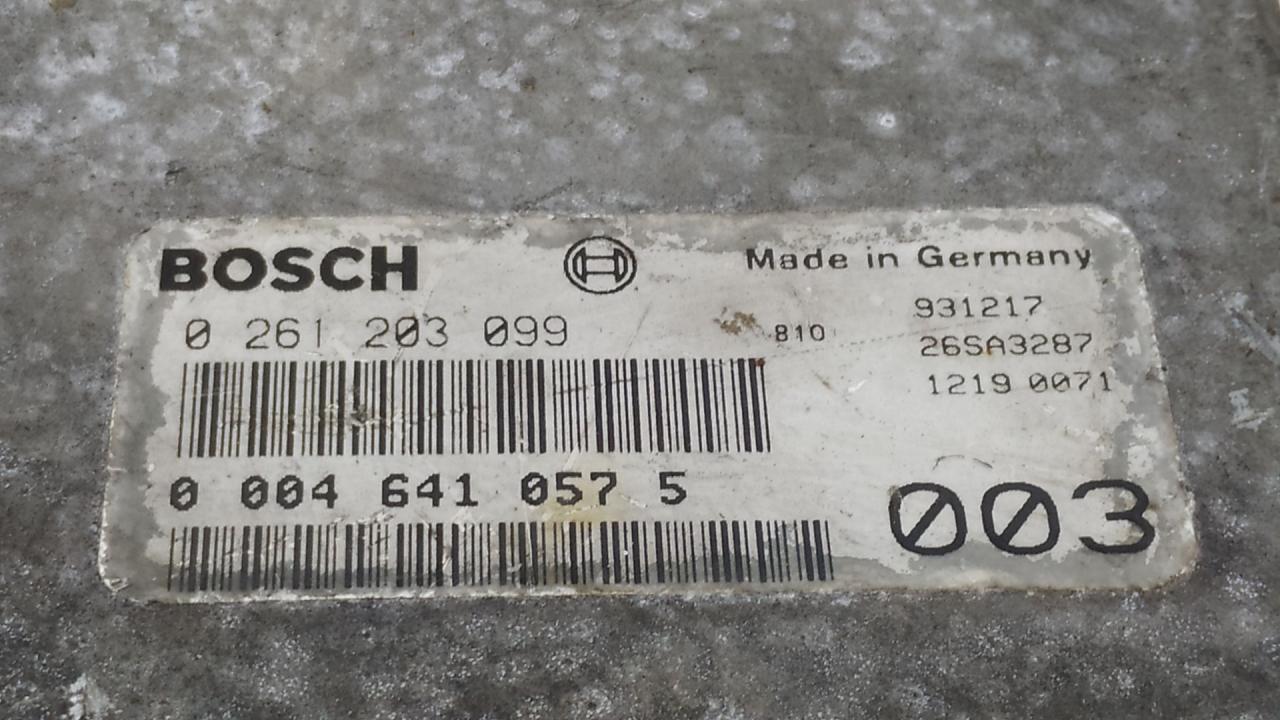 BOSCH
Made in Germany
0 261 203 099
810
931217
26SA3287
1219 0071
0 004 641 057 5
003